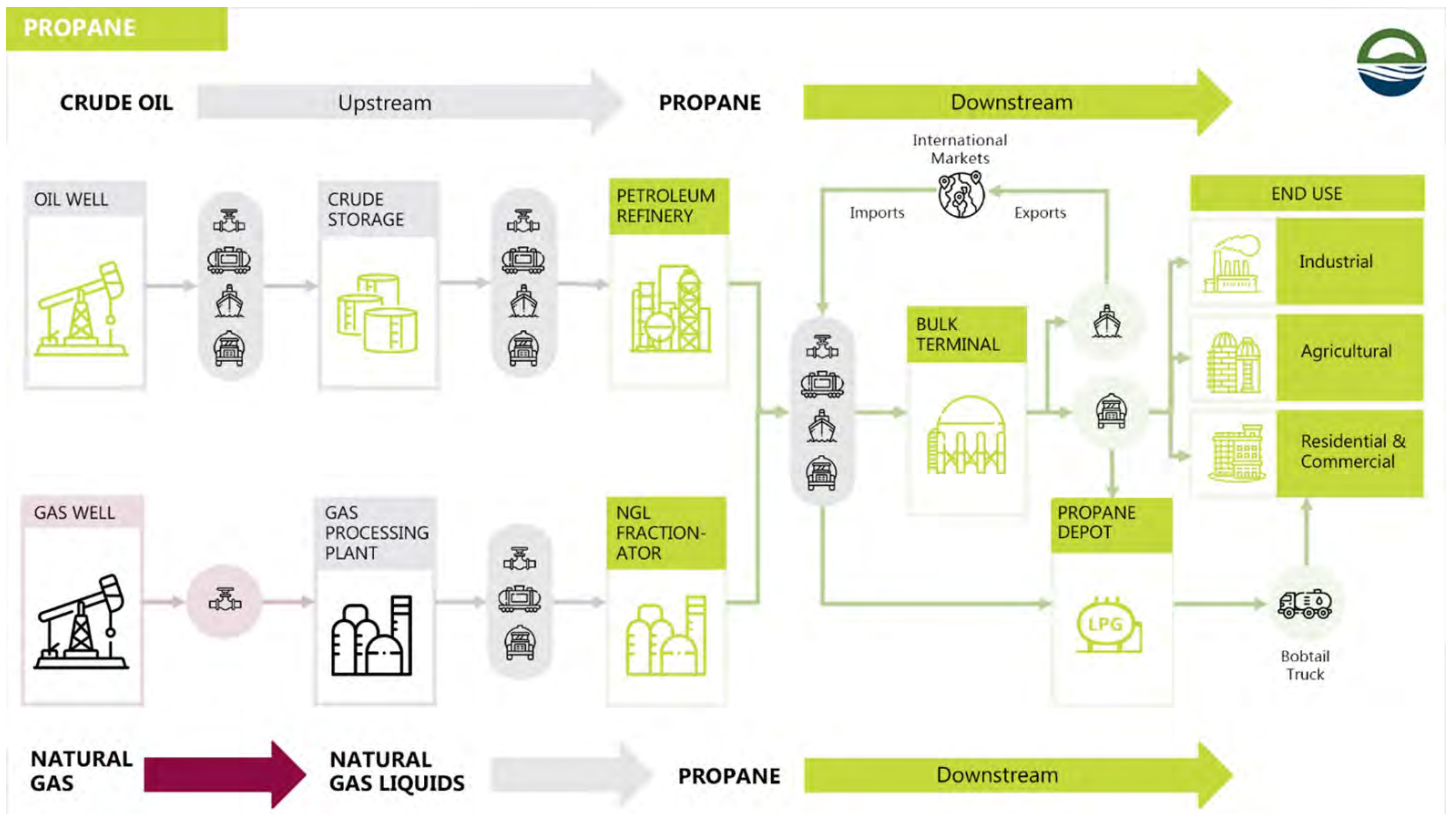 PROPANE
CRUDE OIL
Upstream
PROPANE
Downstream
International
Markets
Imports
Exports
OIL WELL
CRUDE
STORAGE
PETROLEUM
REFINERY
END USE
Industrial
BULK
TERMINAL
Agricultural
Residential &
Commercial
GAS WELL
GAS
PROCESSING
PLANT
NGL
FRACTION-
ATOR
PROPANE
DEPOT
LPG
Bobtail
Truck
NATURAL
GAS
NATURAL
GAS LIQUIDS
PROPANE
Downstream